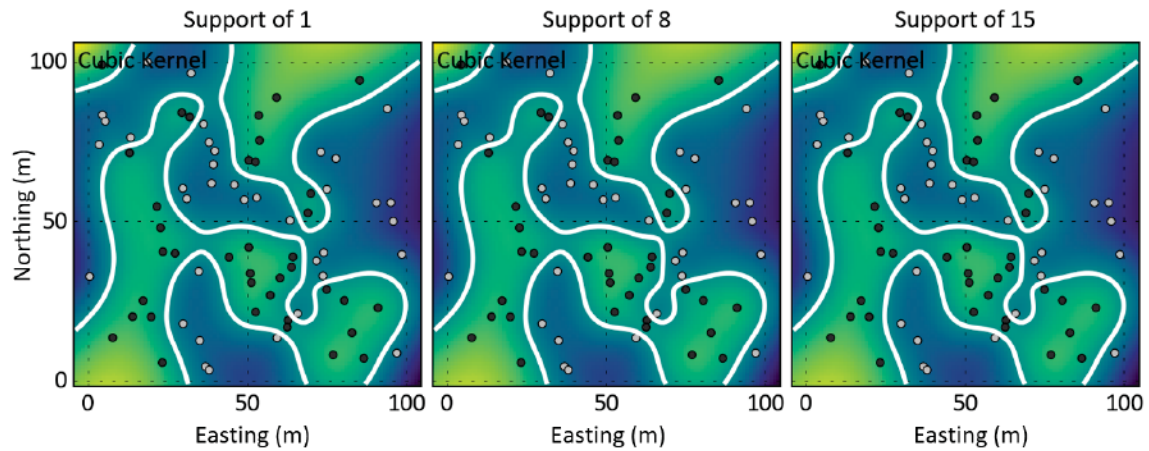 Support of 1
Support of 8
Support of 15
Northing (m)
100
50
0
Cubic Kernel
Cubic Kernel
Cubic Kernel
0 50 100
0 50 100
0 50 100
Easting (m)
Easting (m)
Easting (m)